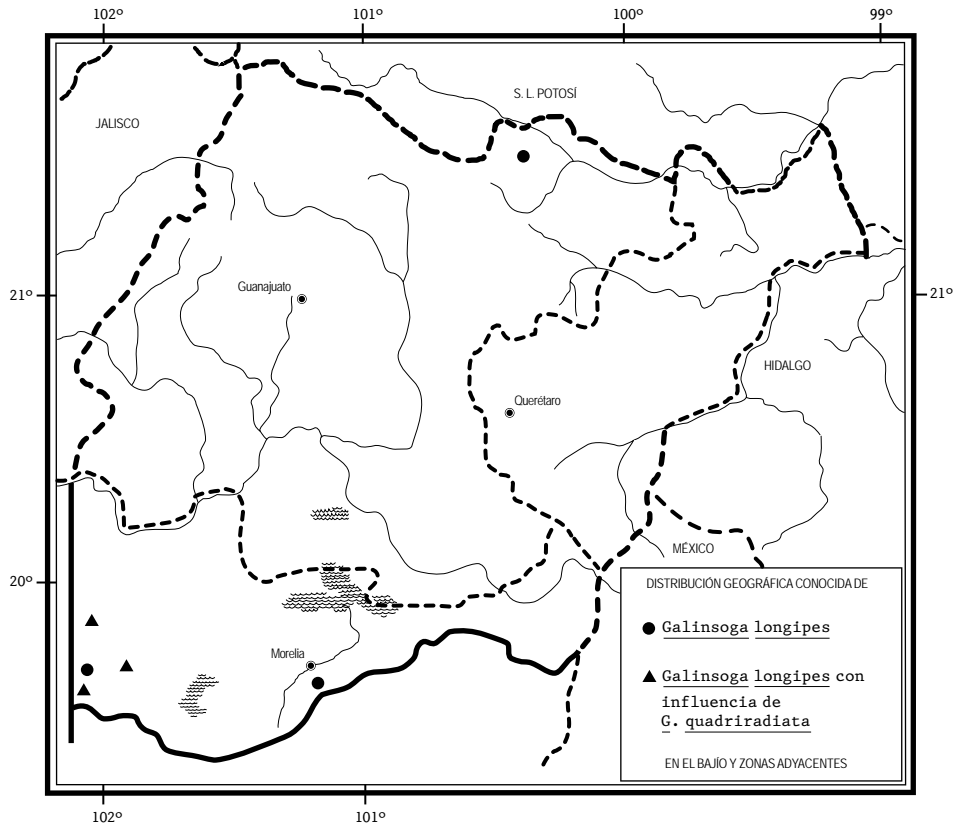 102º 101º 100º 99º
S. L. POTOSÍ
JALISCO
Guanajuato
21º 21º
HIDALGO
Querétaro
MÉXICO
20º
DISTRIBUCIÓN GEOGRÁFICA CONOCIDA DE
Galinsoga longipes
Morelia
Galinsoga longipes con
influencia de
G. quadriradiata
EN EL BAJÍO Y ZONAS ADYACENTES
102º 101º